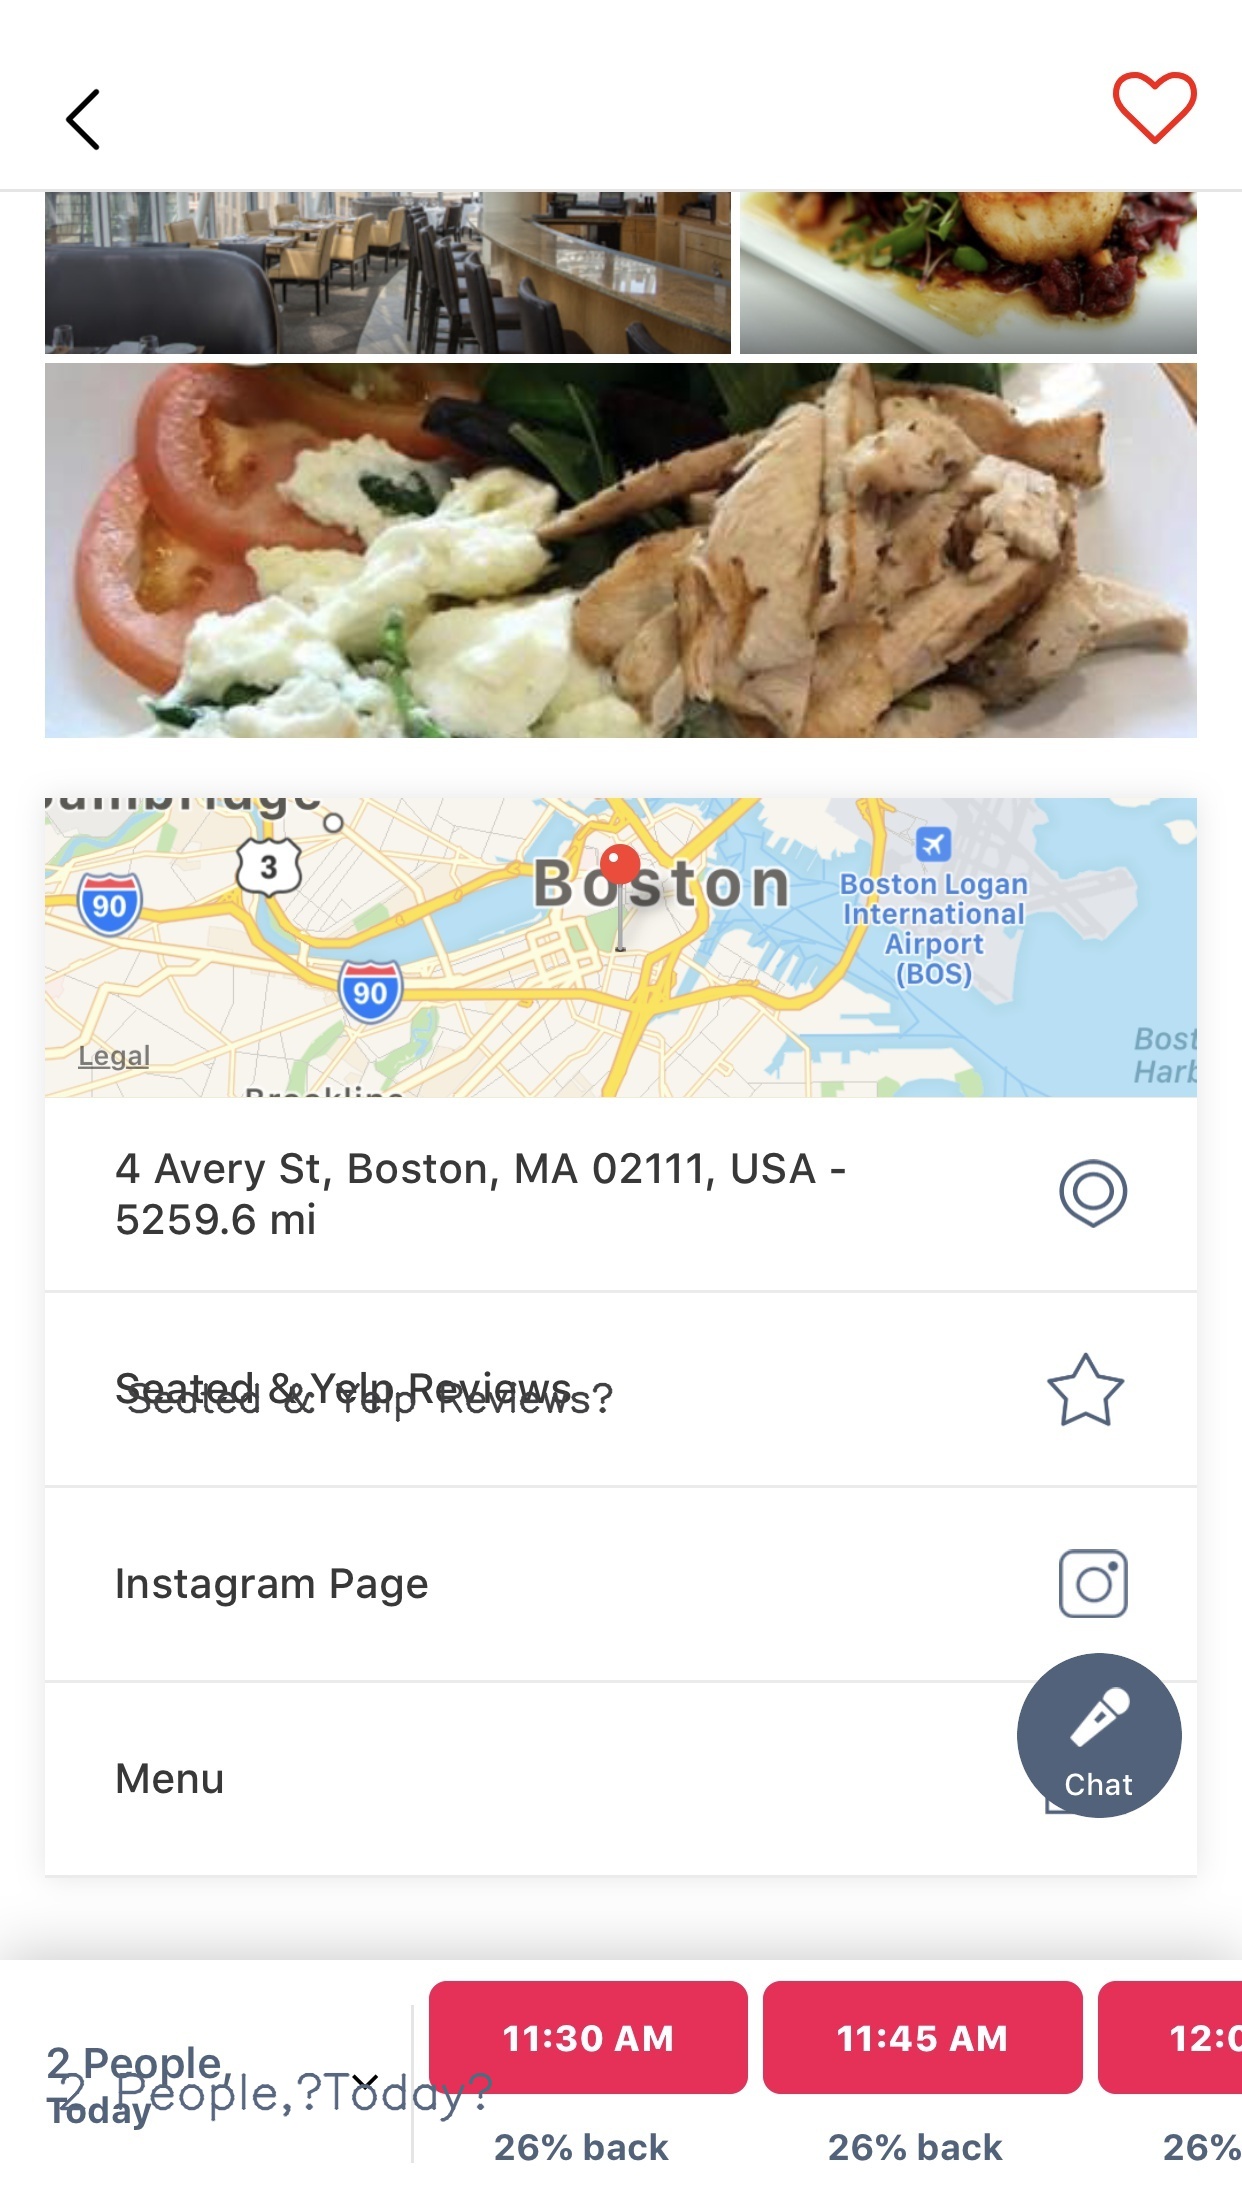 Cambridge
3
90
Boston
Boston Logan
International
Airport
(BOS)
90
Legal
Brookline
4 Avery St, Boston, MA 02111, USA -
5259.6 mi
Seated & Yelp Reviews
Seated & Yelp Reviews?
Instagram Page
Menu
Chat
2 People,
Today
2 People,?Today?
11:30 AM
11:45 AM
12:0
26% back
26% back
26%